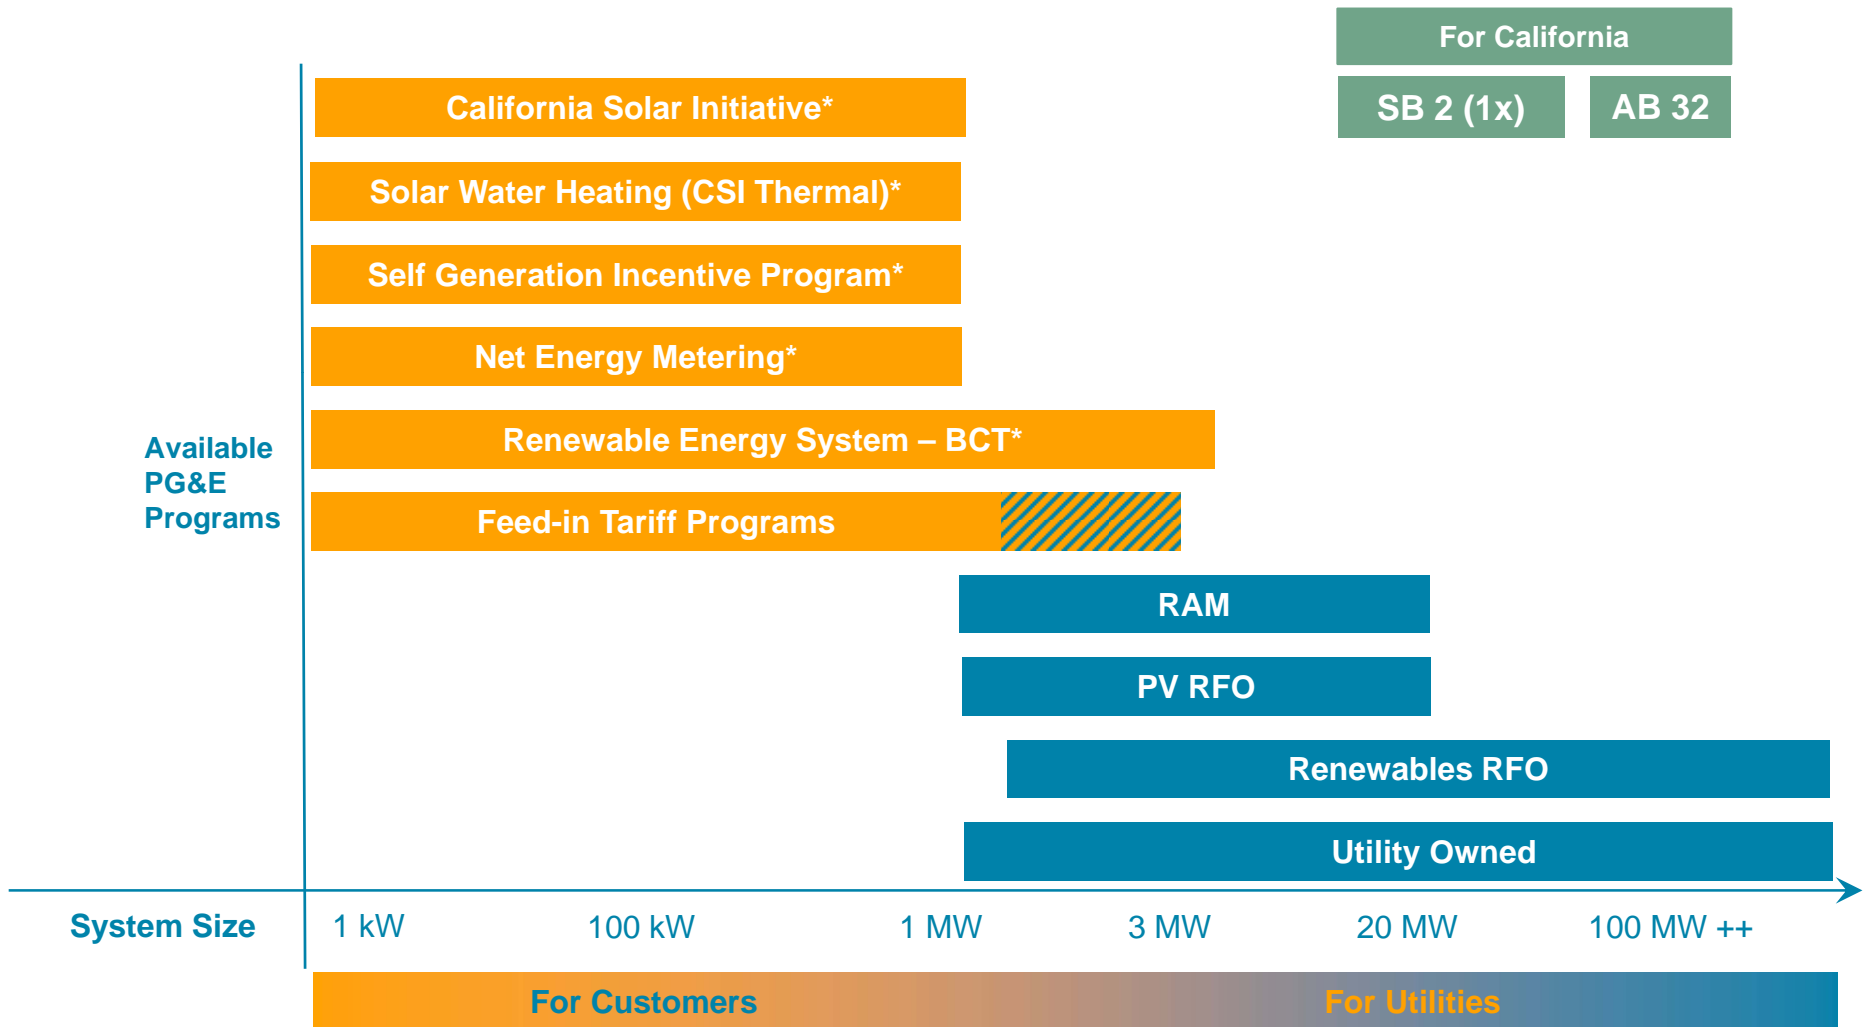 For California
SB 2 (1x)
AB 32
California Solar Initiative*
Solar Water Heating (CSI Thermal)*
Self Generation Incentive Program*
Net Energy Metering*
Renewable Energy System – BCT*
Feed-in Tariff Programs
RAM
PV RFO
Renewables RFO
Utility Owned
Available
PG&E
Programs
System Size
1 kW
100 kW
1 MW
3 MW
20 MW
100 MW ++
For Customers
For Utilities